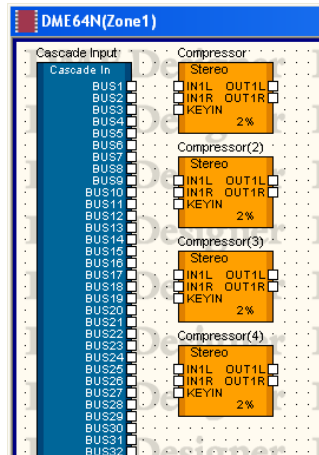 DME64N(Zone1)
Cascade Input
Cascade In
BUS1
BUS2
BUS3
BUS4
BUS5
BUS6
BUS7
BUS8
BUS9
BUS10
BUS11
BUS12
BUS13
BUS14
BUS15
BUS16
BUS17
BUS18
BUS19
BUS20
BUS21
BUS22
BUS23
BUS24
BUS25
BUS26
BUS27
BUS28
BUS29
BUS30
BUS31
BUS32
Compressor
Stereo
IN1L OUT1L
IN1R OUT1R
KEYIN
2%
Compressor(2)
Stereo
IN1L OUT1L
IN1R OUT1R
KEYIN
2%
Compressor(3)
Stereo
IN1L OUT1L
IN1R OUT1R
KEYIN
2%
Compressor(4)
Stereo
IN1L OUT1L
IN1R OUT1R
KEYIN
2%